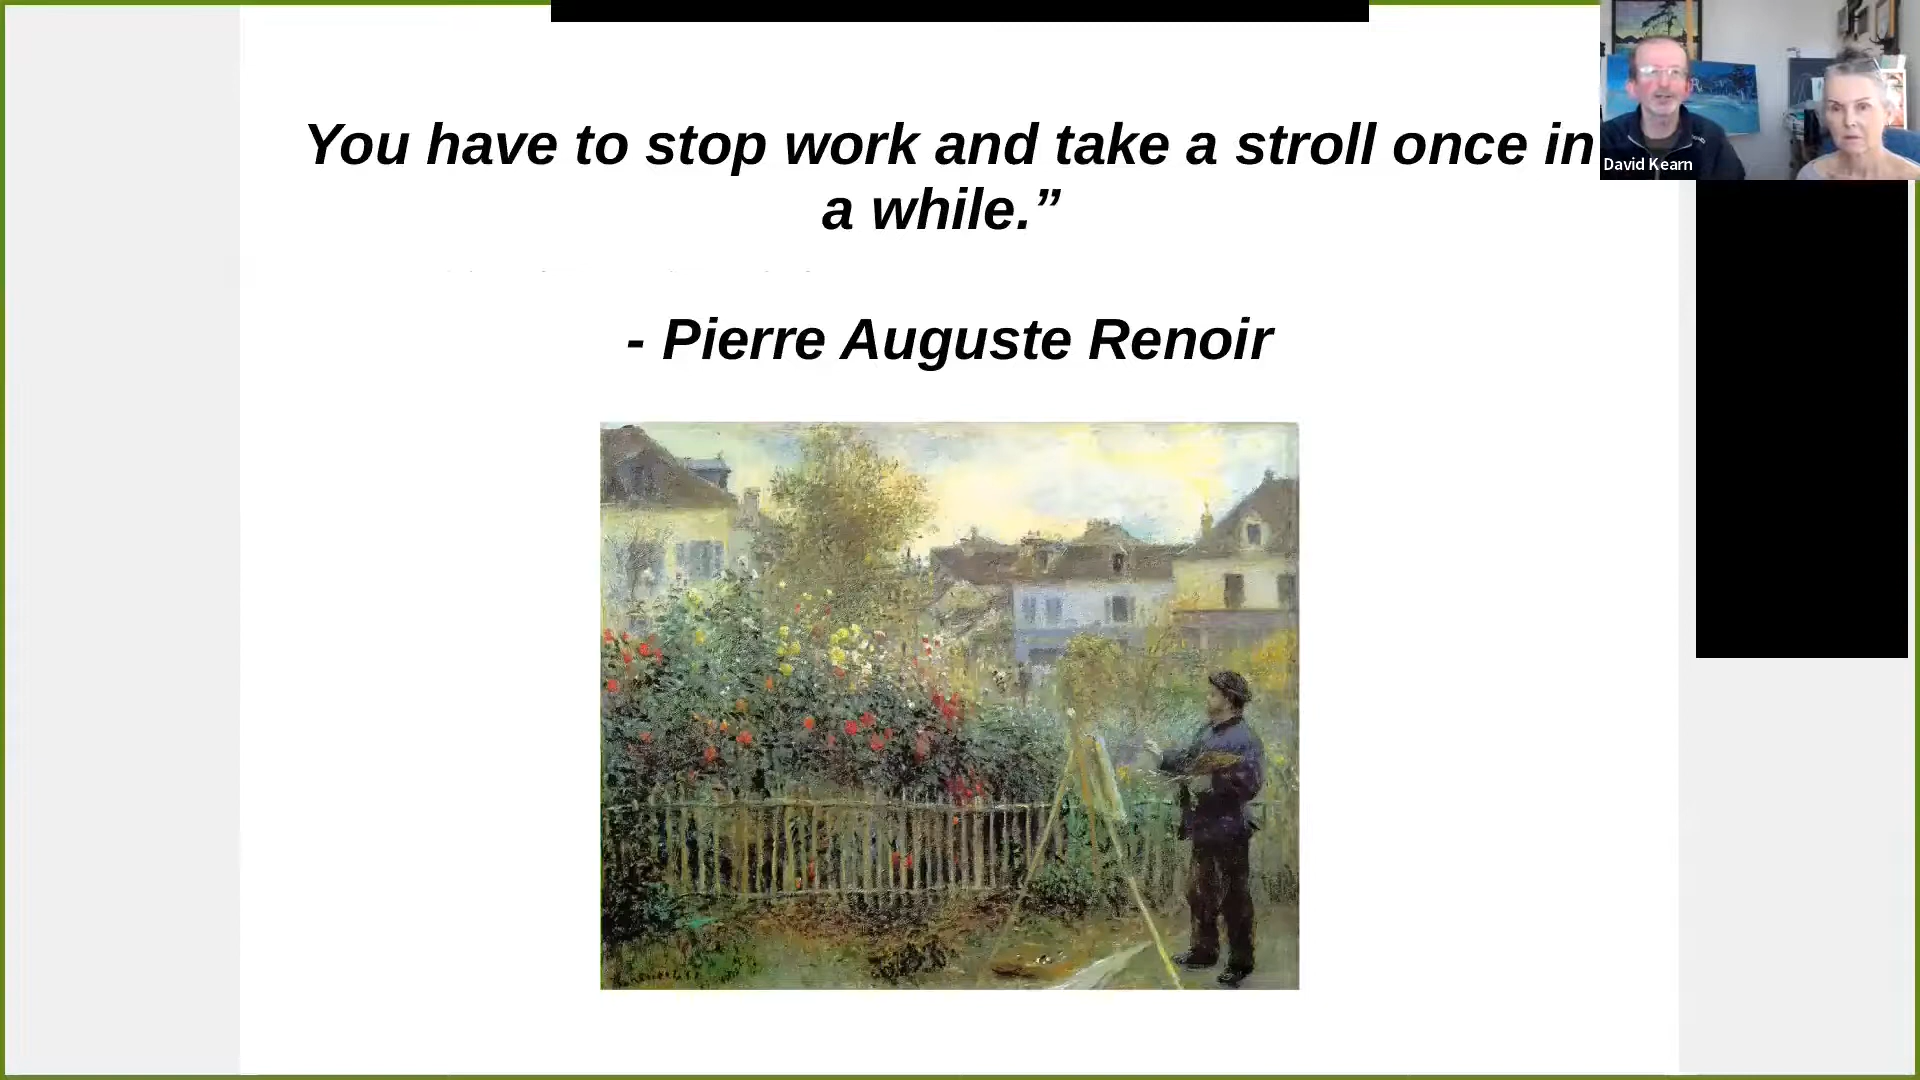 You have to stop work and take a stroll once in
a while.”
- Pierre Auguste Renoir
David Kearn